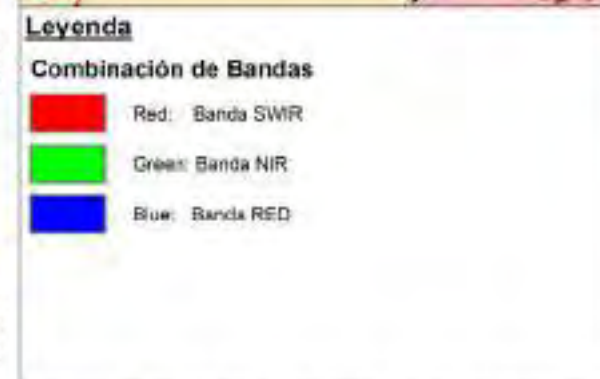 Leyenda
Combinación de Bandas
Red: Banda SWIR
Green: Banda NIR
Blue: Banda RED